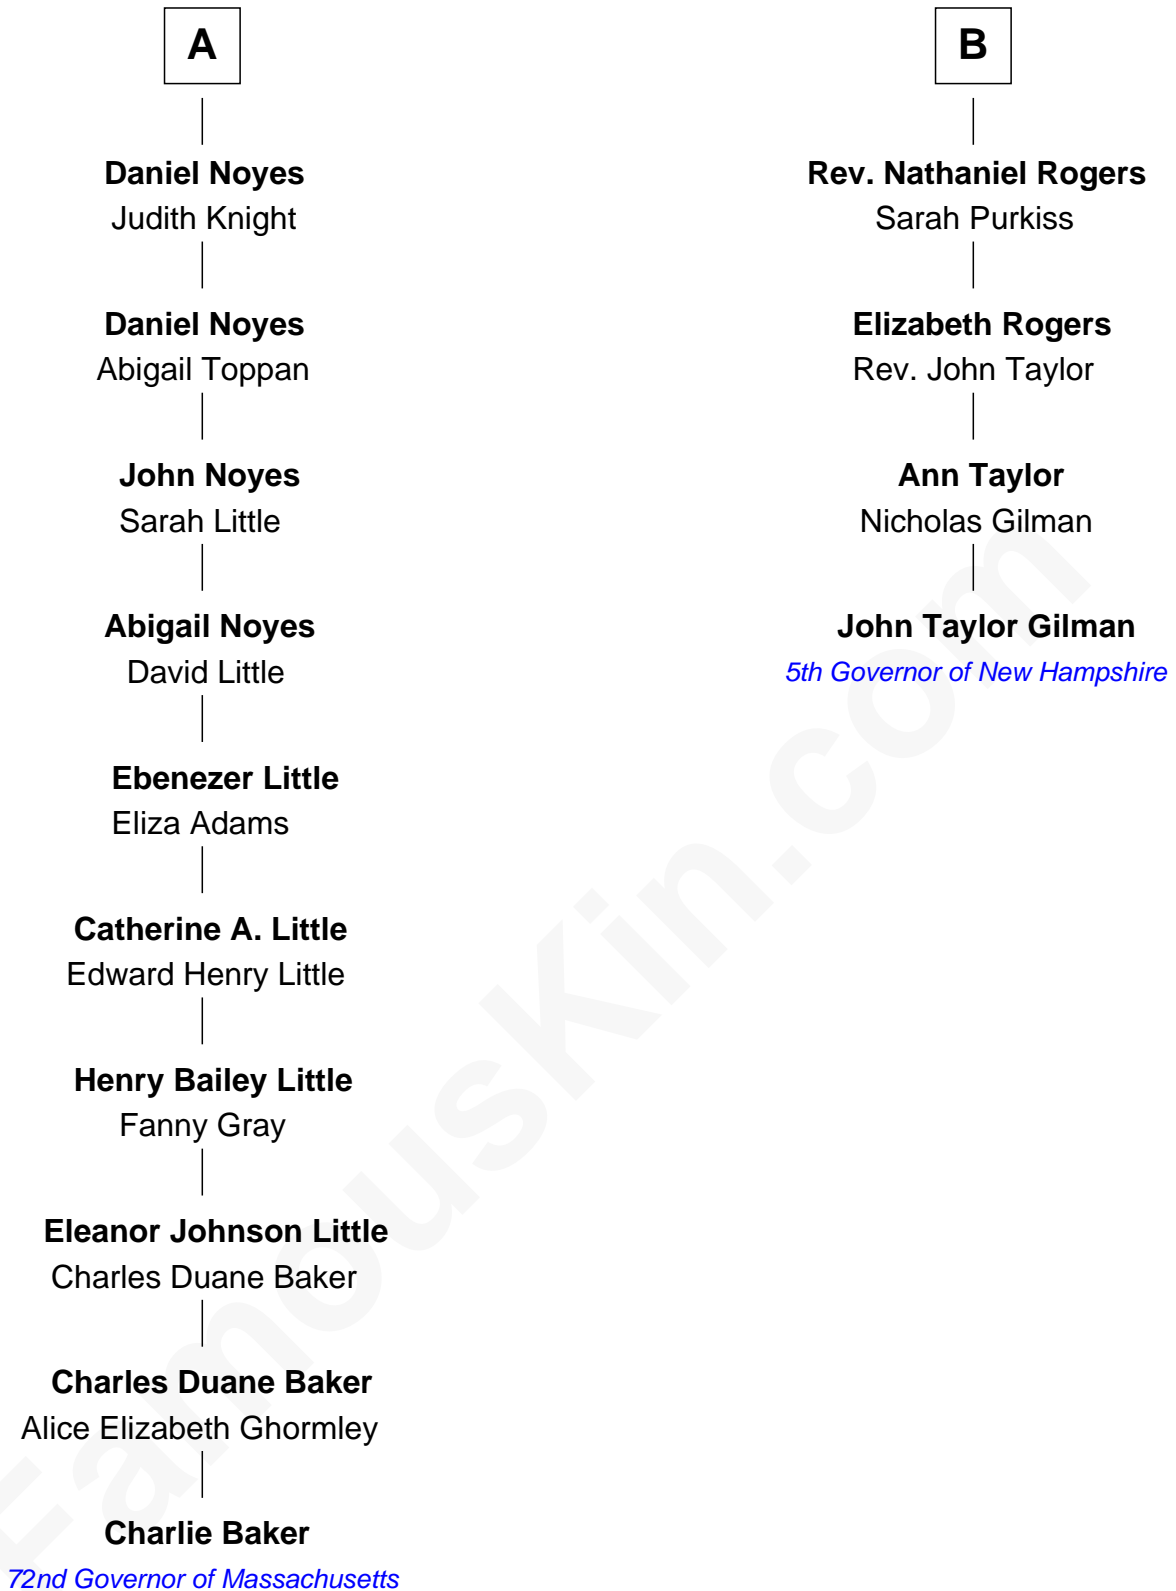 A
Daniel Noyes
Judith Knight
Daniel Noyes
Abigail Toppan
John Noyes
Sarah Little
Abigail Noyes
David Little
Ebenezer Little
Eliza Adams
Catherine A. Little
Edward Henry Little
Henry Bailey Little
Fanny Gray
Eleanor Johnson Little
Charles Duane Baker
Charles Duane Baker
Alice Elizabeth Ghormley
Charlie Baker
72nd Governor of Massachusetts
B
Rev. Nathaniel Rogers
Sarah Purkiss
Elizabeth Rogers
Rev. John Taylor
Ann Taylor
Nicholas Gilman
John Taylor Gilman
5th Governor of New Hampshire
FamousKin.com